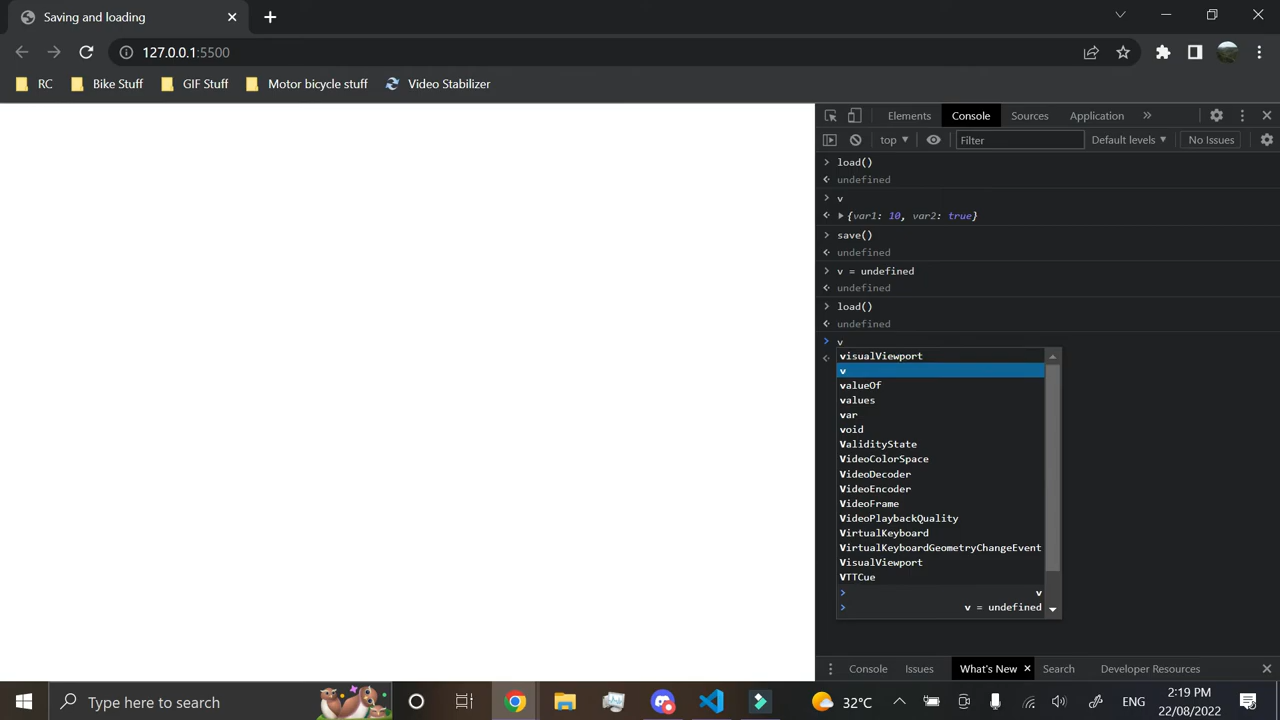 Saving and loading
127.0.0.1:5500
RC Bike Stuff GIF Stuff Motor bicycle stuff Video Stabilizer
Elements Console Sources Application
top Filter Default levels No Issues
load()
undefined
v
{var1: 10, var2: true}
save()
undefined
v = undefined
undefined
load()
undefined
v
visualViewport
v
valueOf
values
var
void
ValidityState
VideoColorSpace
VideoDecoder
VideoEncoder
VideoFrame
VideoPlaybackQuality
VirtualKeyboard
VirtualKeyboardGeometryChangeEvent
VisualViewport
VTTCue
v
v = undefined
Console Issues What's New Search Developer Resources
Type here to search 32°C ENG 2:19 PM
22/08/2022